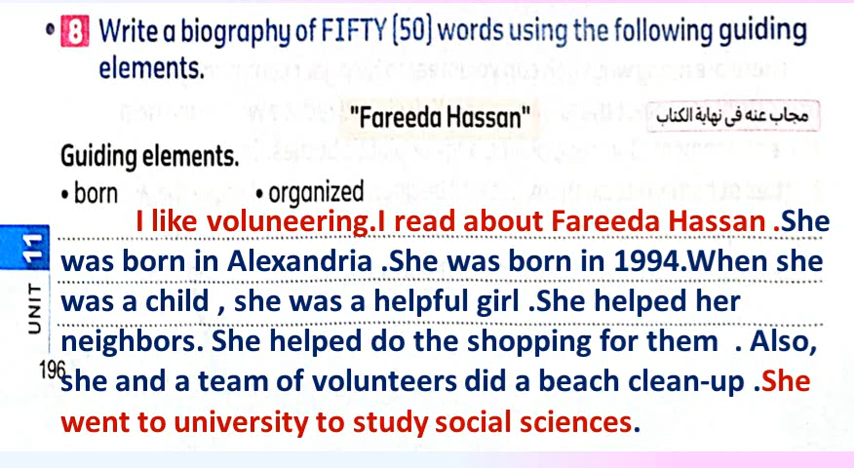 • 8 Write a biography of FIFTY (50) words using the following guiding
elements.
"Fareeda Hassan"
مجاب عنه في نهاية الكتاب
Guiding elements.
• born • organized
I like voluneering.I read about Fareeda Hassan .She
was born in Alexandria .She was born in 1994.When she
was a child , she was a helpful girl .She helped her
neighbors. She helped do the shopping for them . Also,
she and a team of volunteers did a beach clean-up .She
went to university to study social sciences.
UNIT 11
196